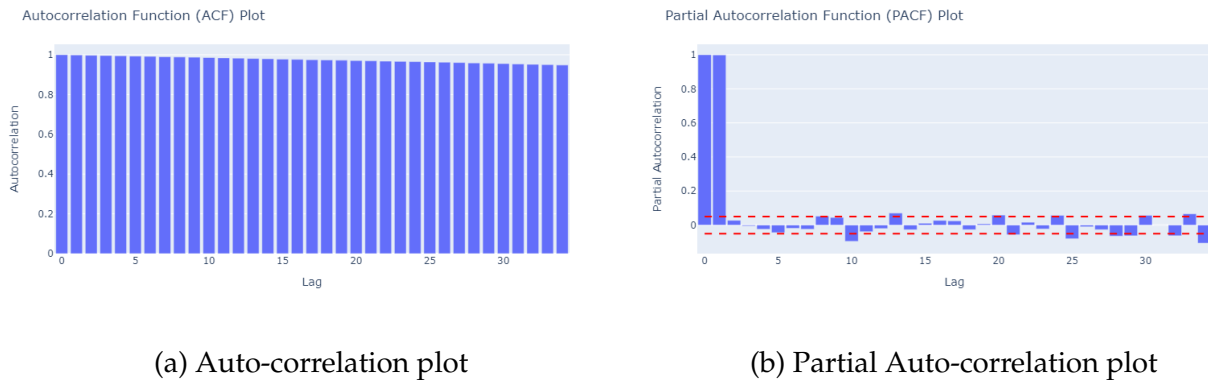 Autocorrelation Function (ACF) Plot
1
0.8
0.6
0.4
0.2
0
Autocorrelation
0 5 10 15 20 25 30
Lag
(a) Auto-correlation plot
Partial Autocorrelation Function (PACF) Plot
1
0.8
0.6
0.4
0.2
0
Partial Autocorrelation
0 5 10 15 20 25 30
Lag
(b) Partial Auto-correlation plot